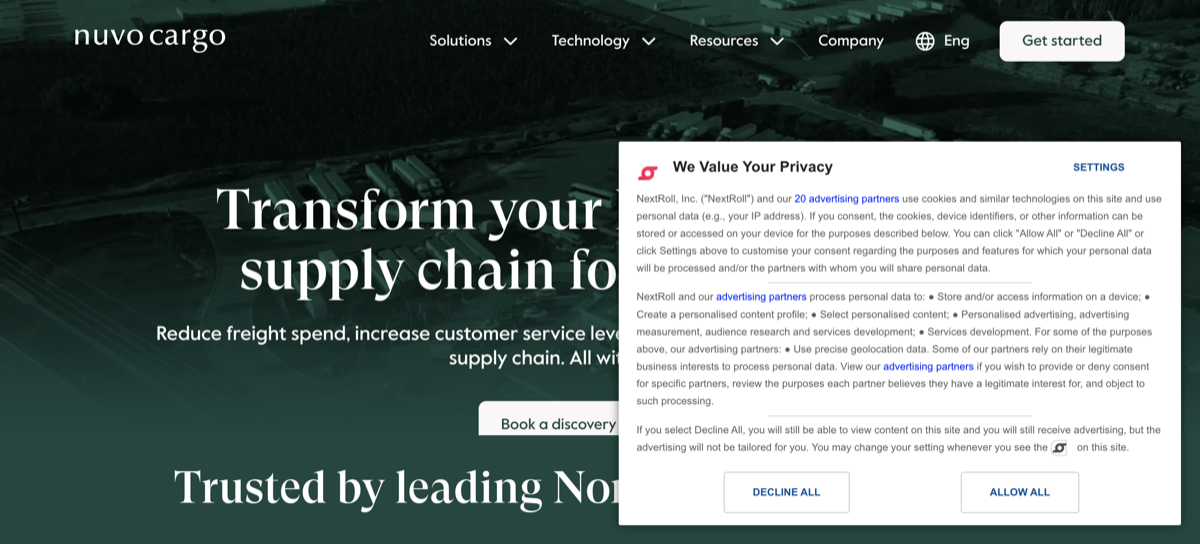 nuvo cargo
Solutions
Technology
Resources
Company
Eng
Get started
Transform your
supply chain fo
Reduce freight spend, increase customer service leve
supply chain. All wit
Book a discovery
Trusted by leading Nor
We Value Your Privacy
SETTINGS
NextRoll, Inc. ("NextRoll") and our 20 advertising partners use cookies and similar technologies on this site and use
personal data (e.g., your IP address). If you consent, the cookies, device identifiers, or other information can be
stored or accessed on your device for the purposes described below. You can click "Allow All" or "Decline All" or
click Settings above to customise your consent regarding the purposes and features for which your personal data
will be processed and/or the partners with whom you will share personal data.
NextRoll and our advertising partners process personal data to: ● Store and/or access information on a device; ●
Create a personalised content profile; ● Select personalised content; ● Personalised advertising, advertising
measurement, audience research and services development; ● Services development. For some of the purposes
above, our advertising partners: ● Use precise geolocation data. Some of our partners rely on their legitimate
business interests to process personal data. View our advertising partners if you wish to provide or deny consent
for specific partners, review the purposes each partner believes they have a legitimate interest for, and object to
such processing.
If you select Decline All, you will still be able to view content on this site and you will still receive advertising, but the
advertising will not be tailored for you. You may change your setting whenever you see the on this site.
DECLINE ALL
ALLOW ALL